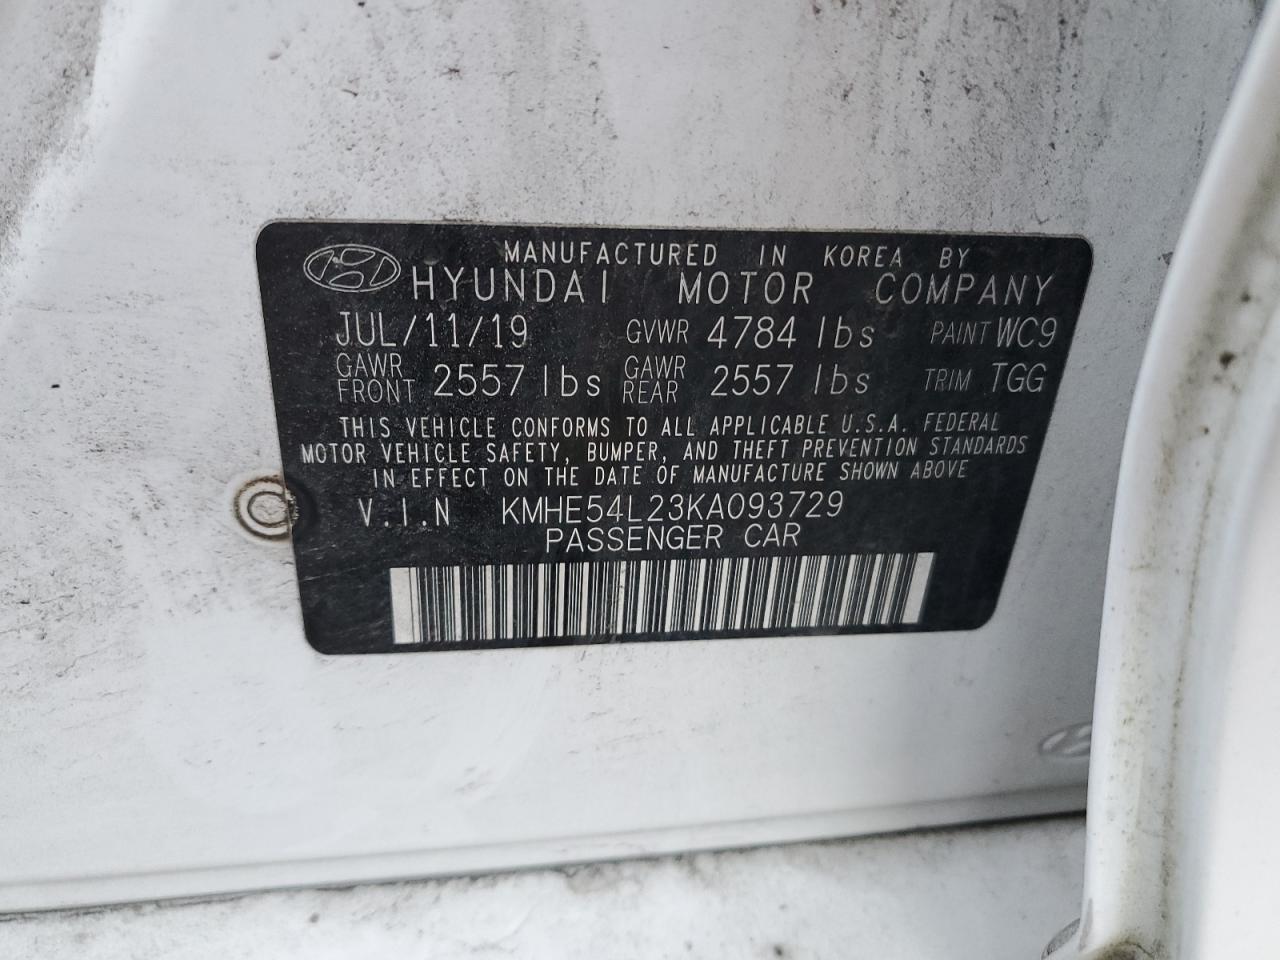 MANUFACTURED IN KOREA BY
HYUNDAI MOTOR COMPANY
JUL/11/19 GVWR 4784 lbs PAINT WC9
GAWR FRONT 2557 lbs GAWR REAR 2557 lbs TRIM TGG
THIS VEHICLE CONFORMS TO ALL APPLICABLE U.S.A. FEDERAL
MOTOR VEHICLE SAFETY, BUMPER, AND THEFT PREVENTION STANDARDS
IN EFFECT ON THE DATE OF MANUFACTURE SHOWN ABOVE
V.I.N KMHE54L23KA093729
PASSENGER CAR